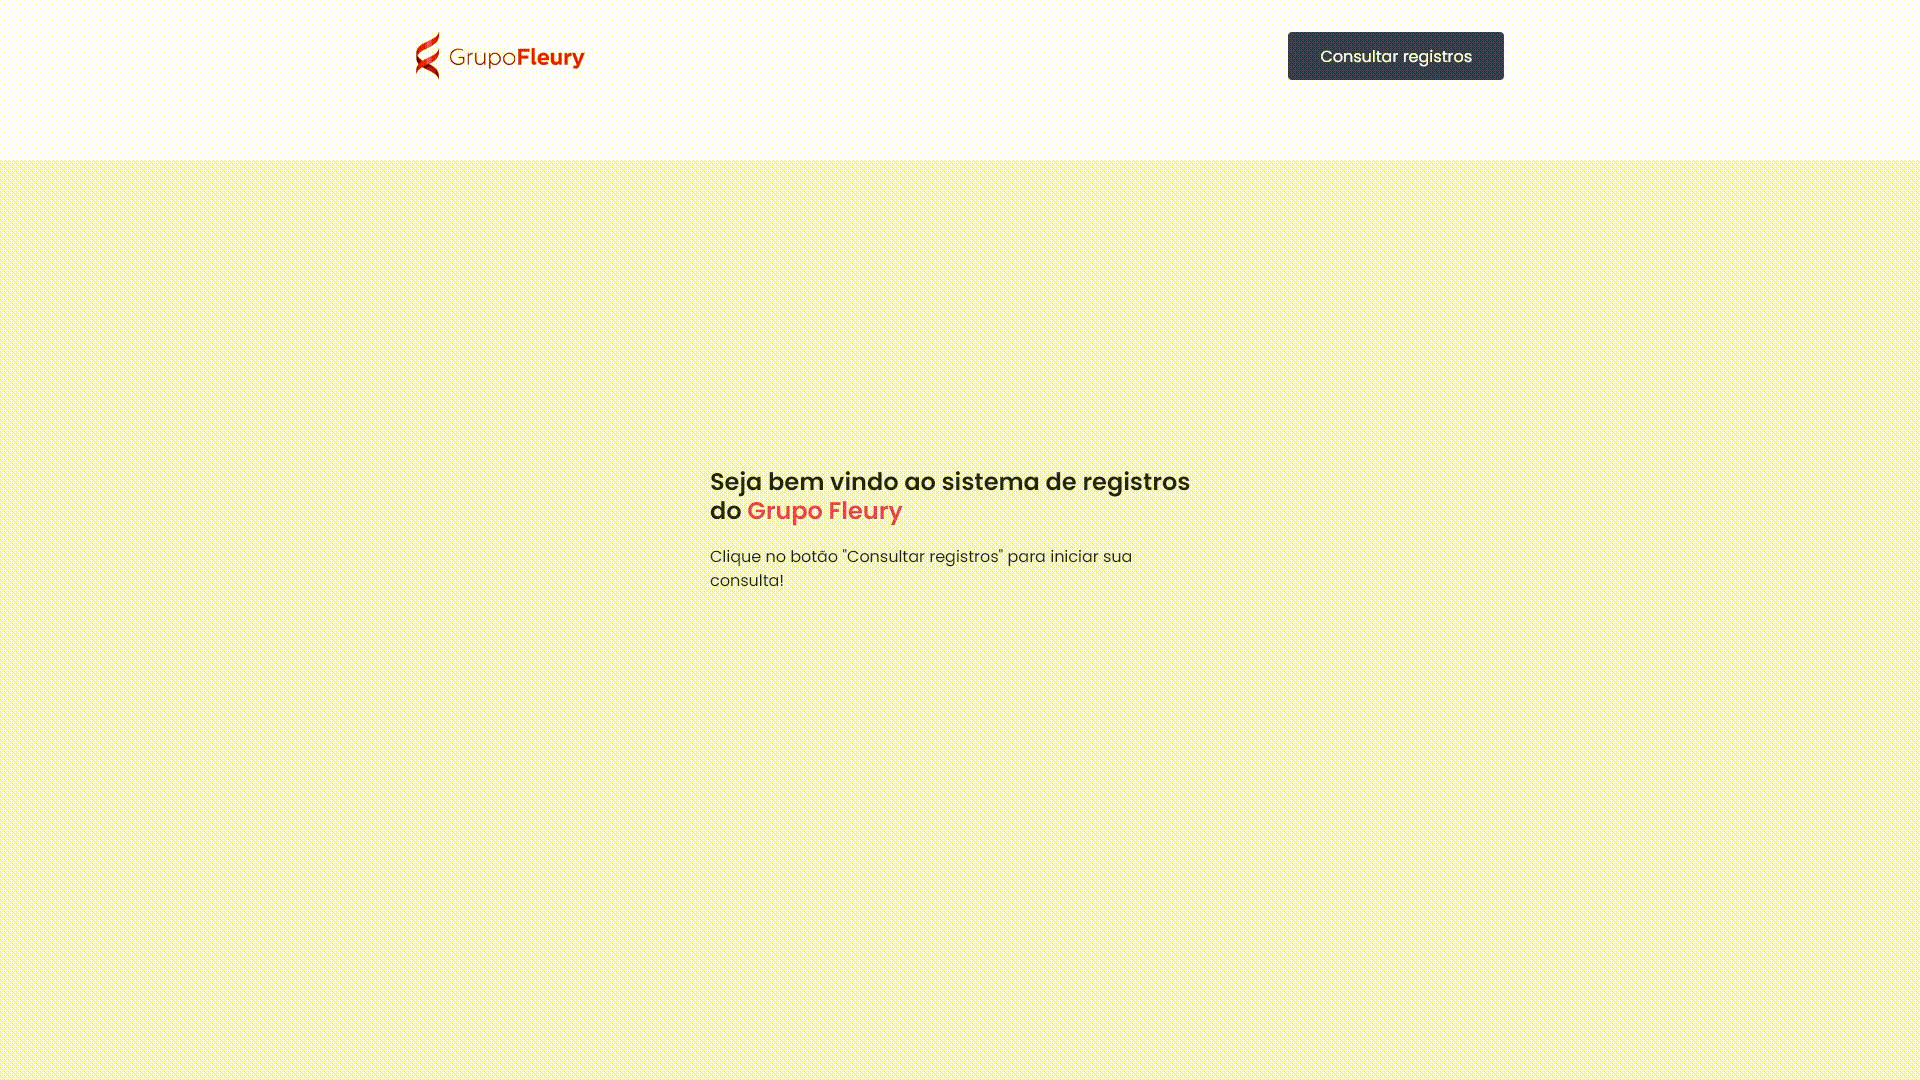 GrupoFleury
Consultar registros
Seja bem vindo ao sistema de registros
do Grupo Fleury
Clique no botão "Consultar registros" para iniciar sua
consulta!